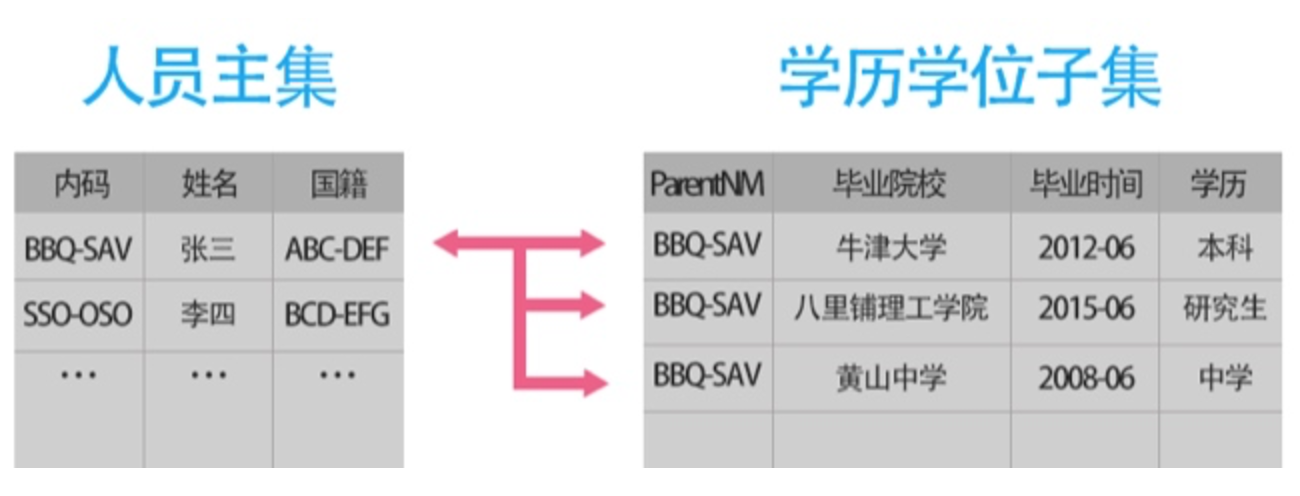 人员主集
内码 姓名 国籍
BBQ-SAV 张三 ABC-DEF
SSO-OSO 李四 BCD-EFG
… … …
学历学位子集
ParentNM 毕业院校 毕业时间 学历
BBQ-SAV 牛津大学 2012-06 本科
BBQ-SAV 八里铺理工学院 2015-06 研究生
BBQ-SAV 黄山中学 2008-06 中学